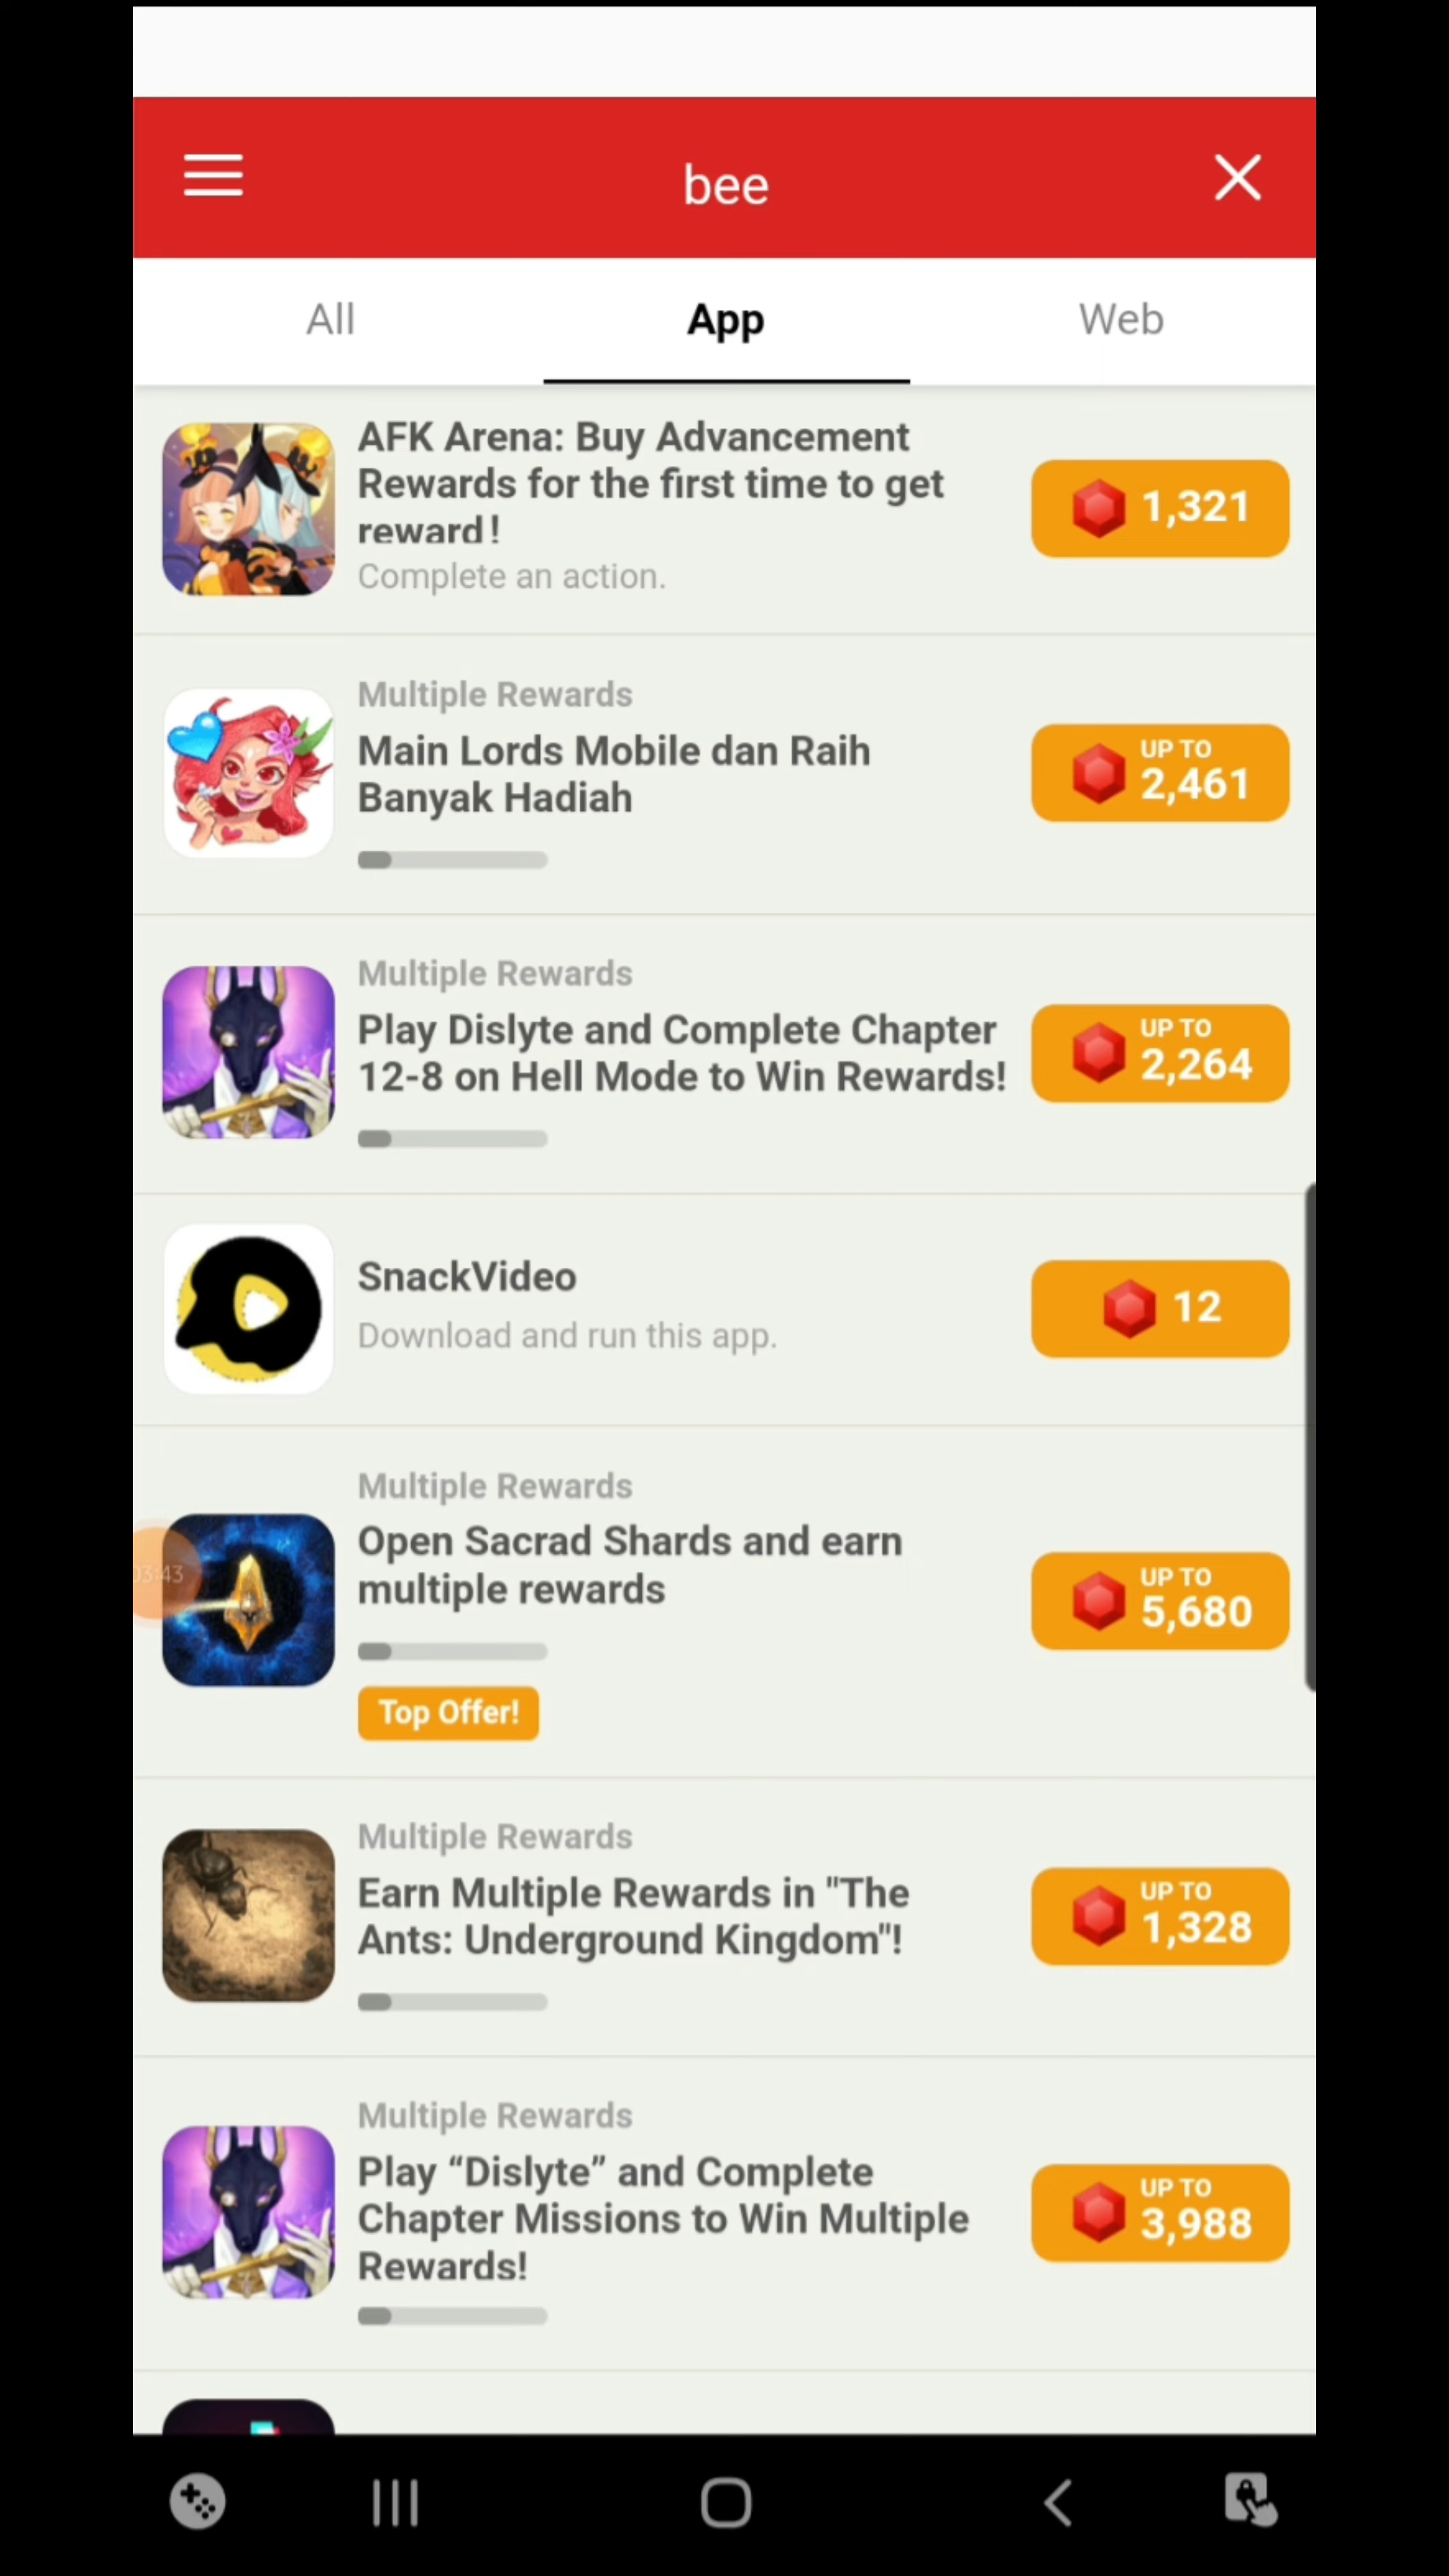 bee
All
App
Web
AFK Arena: Buy Advancement
Rewards for the first time to get
reward!
Complete an action.
1,321
Multiple Rewards
Main Lords Mobile dan Raih
Banyak Hadiah
UP TO
2,461
Multiple Rewards
Play Dislyte and Complete Chapter
12-8 on Hell Mode to Win Rewards!
UP TO
2,264
SnackVideo
Download and run this app.
12
03:43
Multiple Rewards
Open Sacrad Shards and earn
multiple rewards
Top Offer!
UP TO
5,680
Multiple Rewards
Earn Multiple Rewards in "The
Ants: Underground Kingdom"!
UP TO
1,328
Multiple Rewards
Play “Dislyte” and Complete
Chapter Missions to Win Multiple
Rewards!
UP TO
3,988